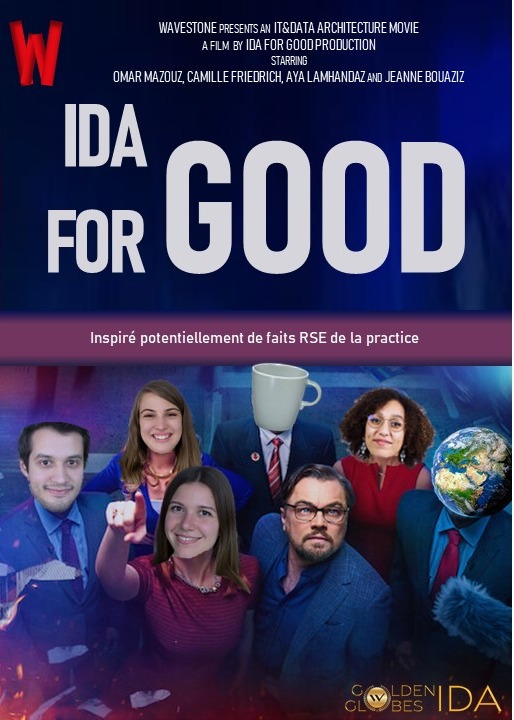 W
WAVESTONE PRESENTS AN IT&DATA ARCHITECTURE MOVIE
A FILM BY IDA FOR GOOD PRODUCTION
STARRING
OMAR MAZOUZ, CAMILLE FRIEDRICH, AYA LAMHANDAZ AND JEANNE BOUAZIZ
IDA
FOR GOOD
Inspiré potentiellement de faits RSE de la practice
GOLDEN
GLOBES IDA